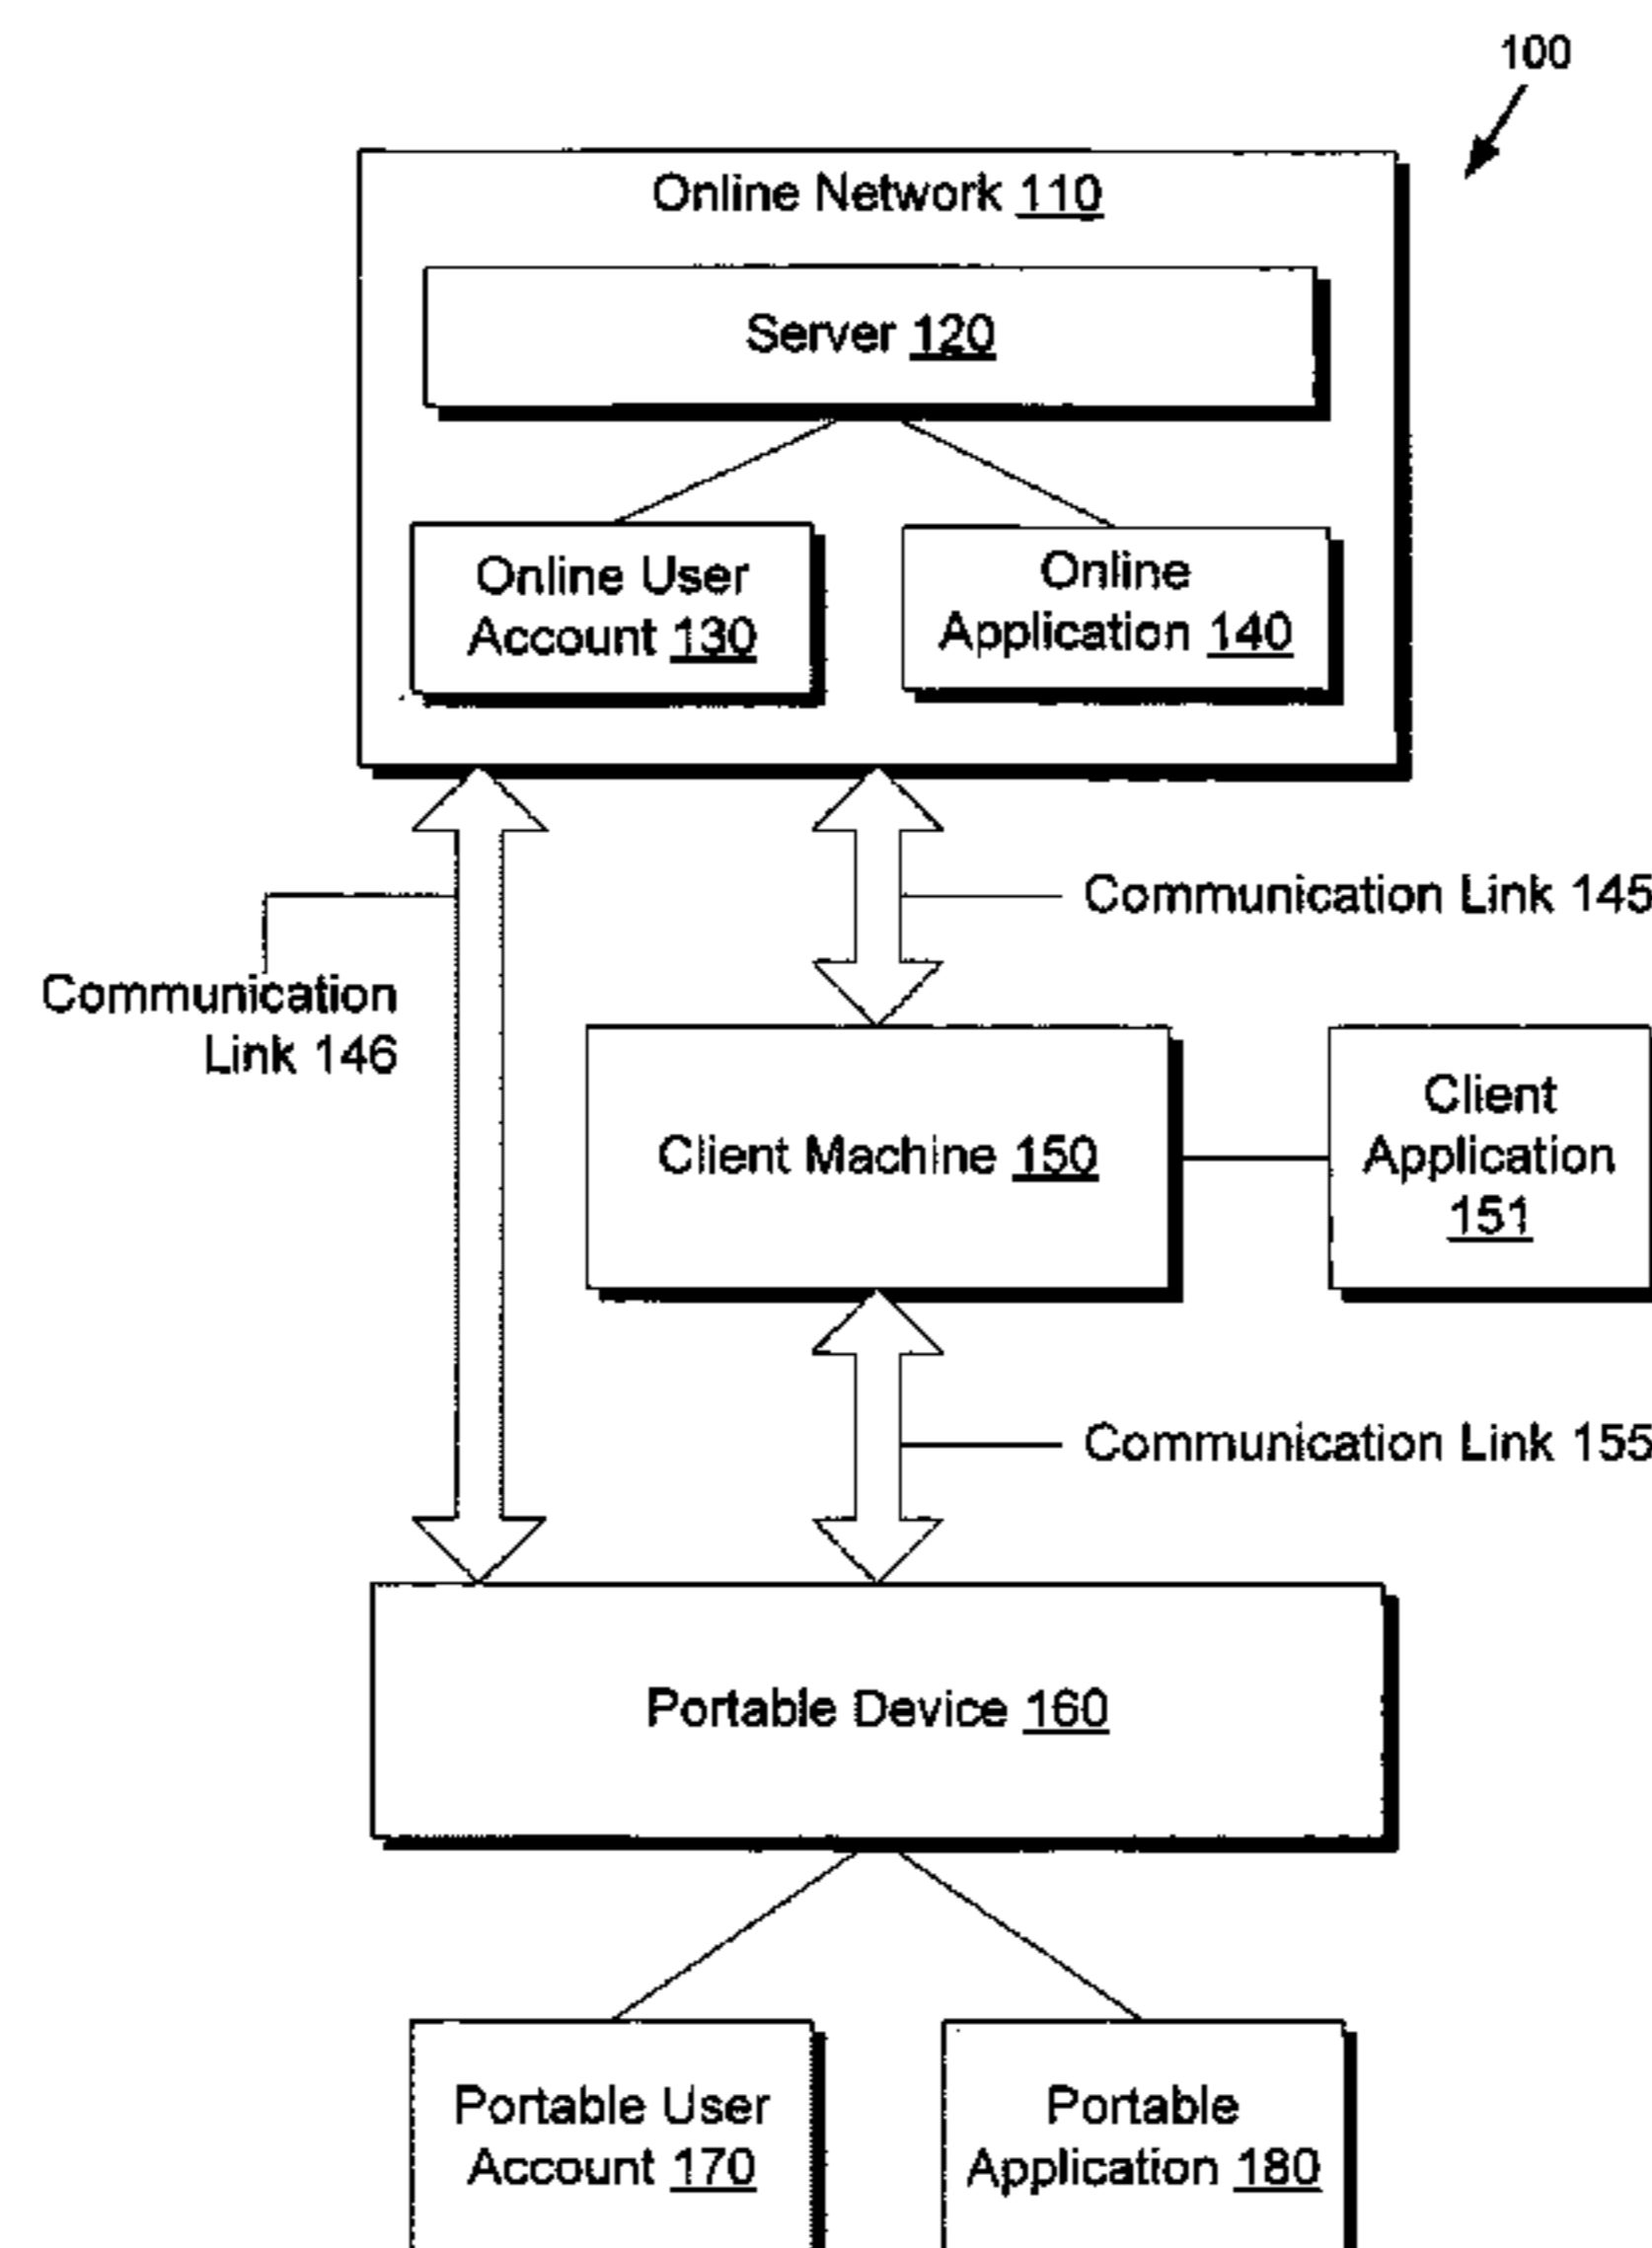 100
Online Network 110
Server 120
Online User
Account 130
Online
Application 140
Communication Link 145
Communication
Link 146
Client Machine 150
Client
Application
151
Communication Link 155
Portable Device 160
Portable User
Account 170
Portable
Application 180